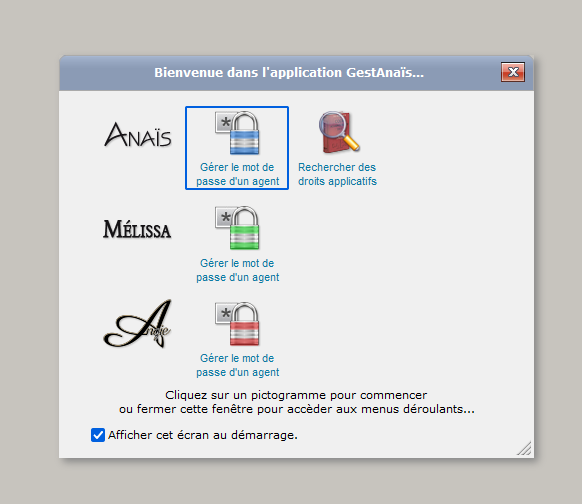 Bienvenue dans l'application GestAnaïs...
ANAÏS
Gérer le mot de
passe d'un agent
Rechercher des
droits applicatifs
MÉLISSA
Gérer le mot de
passe d'un agent
Angie
Gérer le mot de
passe d'un agent
Cliquez sur un pictogramme pour commencer
ou fermer cette fenêtre pour accèder aux menus déroulants...
Afficher cet écran au démarrage.